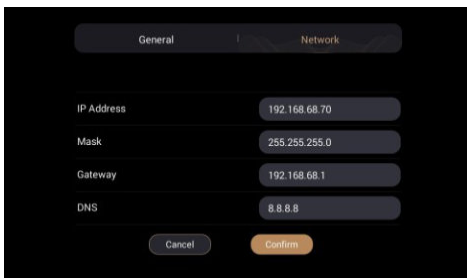 General Network
IP Address 192.168.68.70
Mask 255.255.255.0
Gateway 192.168.68.1
DNS 8.8.8.8
Cancel Confirm